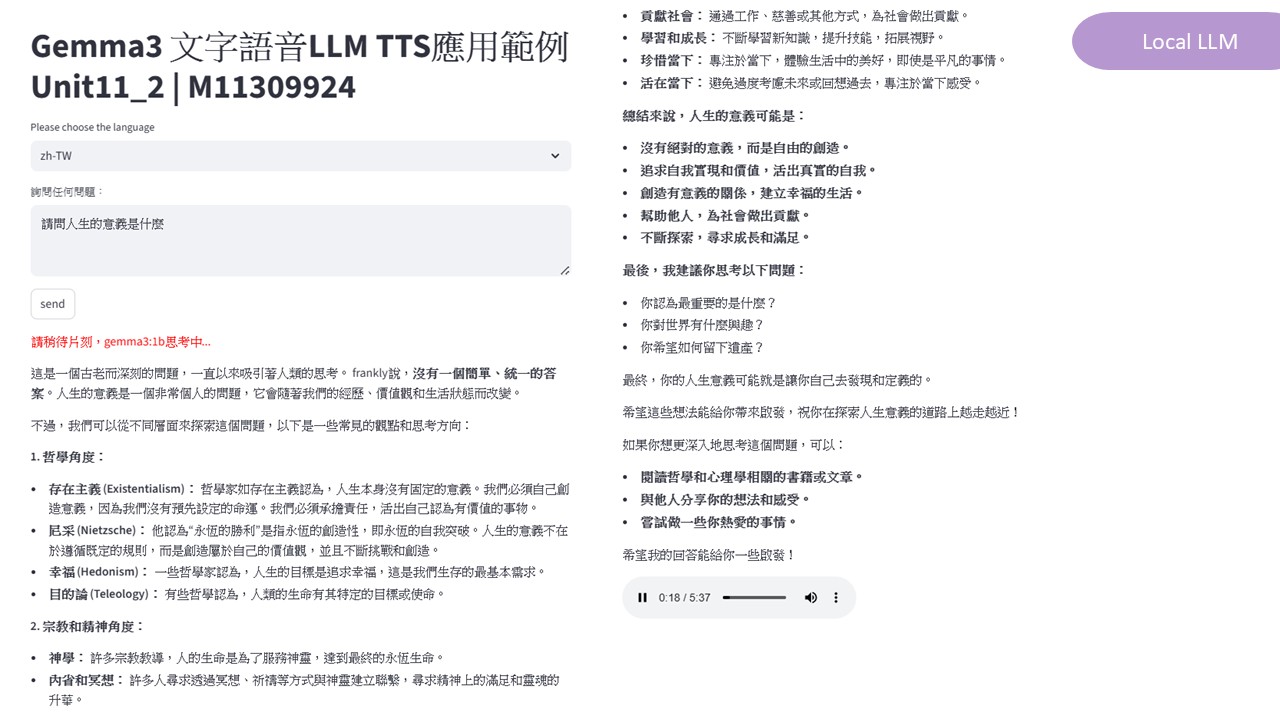 Gemma3 文字語音LLM TTS應用範例
Unit11_2 | M11309924
Please choose the language
zh-TW
詢問任何問題：
請問人生的意義是什麼
send
請稍待片刻，gemma3:1b思考中...
這是一個古老而深刻的問題，一直以來吸引著人類的思考。 frankly說，沒有一個簡單、統一的答
案。人生的意義是一個非常個人的問題，它會隨著我們的經歷、價值觀和生活狀態而改變。
不過，我們可以從不同層面來探索這個問題，以下是一些常見的觀點和思考方向：
1. 哲學角度：
• 存在主義 (Existentialism)： 哲學家如存在主義認為，人生本身沒有固定的意義。我們必須自己創
造意義，因為我們沒有預先設定的命運。我們必須承擔責任，活出自己認為有價值的事物。
• 尼采 (Nietzsche)： 他認為“永恆的勝利”是指永恆的創造性，即永恆的自我突破。人生的意義不在
於遵循既定的規則，而是創造屬於自己的價值觀，並且不斷挑戰和創造。
• 幸福 (Hedonism)： 一些哲學家認為，人生的目標是追求幸福，這是我們生存的最基本需求。
• 目的論 (Teleology)： 有些哲學認為，人類的生命有其特定的目標或使命。
2. 宗教和精神角度：
• 神學： 許多宗教教導，人的生命是為了服務神靈，達到最終的永恆生命。
• 內省和冥想： 許多人尋求透過冥想、祈禱等方式與神靈建立聯繫，尋求精神上的滿足和靈魂的
升華。
• 貢獻社會： 通過工作、慈善或其他方式，為社會做出貢獻。
• 學習和成長： 不斷學習新知識，提升技能，拓展視野。
• 珍惜當下： 專注於當下，體驗生活中的美好，即使是平凡的事情。
• 活在當下： 避免過度考慮未來或回想過去，專注於當下感受。
總結來說，人生的意義可能是：
• 沒有絕對的意義，而是自由的創造。
• 追求自我實現和價值，活出真實的自我。
• 創造有意義的關係，建立幸福的生活。
• 幫助他人，為社會做出貢獻。
• 不斷探索，尋求成長和滿足。
最後，我建議你思考以下問題：
• 你認為最重要的是什麼？
• 你對世界有什麼興趣？
• 你希望如何留下遺產？
最終，你的人生意義可能就是讓你自己去發現和定義的。
希望這些想法能給你帶來啟發，祝你在探索人生意義的道路上越走越近！
如果你想更深入地思考這個問題，可以：
• 閱讀哲學和心理學相關的書籍或文章。
• 與他人分享你的想法和感受。
• 嘗試做一些你熱愛的事情。
希望我的回答能給你一些啟發！
0:18 / 5:37
Local LLM